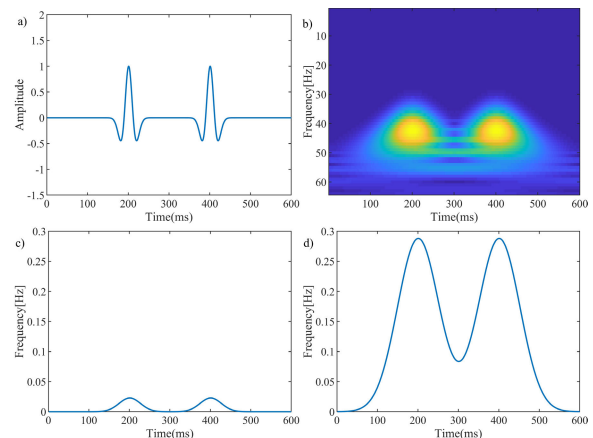 a)
2
1.5
1
0.5
0
-0.5
-1
-1.5
Amplitude
0 100 200 300 400 500 600
Time(ms)
b)
10
20
30
40
50
60
Frequency[Hz]
100 200 300 400 500 600
Time(ms)
c)
0.3
0.25
0.2
0.15
0.1
0.05
0
Frequency[Hz]
0 100 200 300 400 500 600
Time(ms)
d)
0.3
0.25
0.2
0.15
0.1
0.05
0
Frequency[Hz]
0 100 200 300 400 500 600
Time(ms)